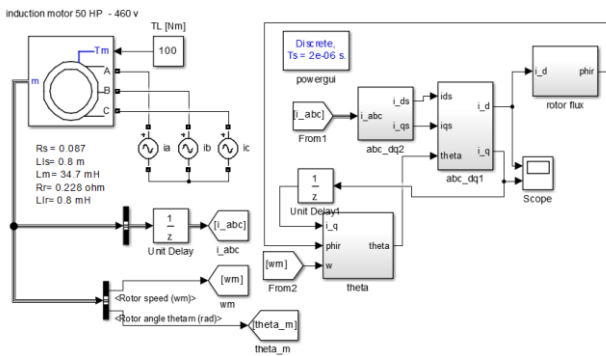 induction motor 50 HP - 460 v
TL [Nm]
100
Tm
m
A
B
C
ia
ib
ic
Rs = 0.087
Lls= 0.8 m
Lm= 34.7 mH
Rr= 0.228 ohm
Llr= 0.8 mH
1
z
Unit Delay
[i_abc]
i_abc
[wm]
wm
<Rotor speed (wm)>
<Rotor angle thetam (rad)>
[theta_m]
theta_m
Discrete,
Ts = 2e-06 s.
powergui
[i_abc]
From1
i_abc
i_ds
i_qs
abc_dq2
ids
iqs
theta
i_d
i_q
abc_dq1
i_d
phir
rotor flux
Scope
1
z
Unit Delay1
i_q
phir
w
theta
theta
[wm]
From2